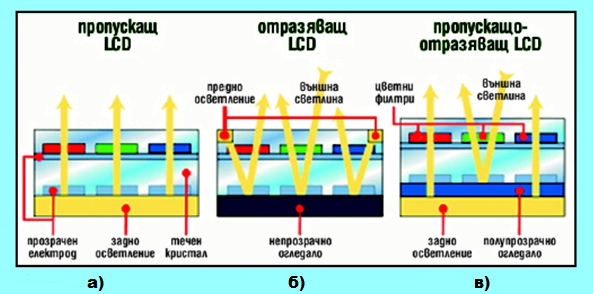 пропускащ
LCD
отразяващ
LCD
пропускащо-
отразяващ LCD
предно
осветление
външна
светлина
цветни
филтри
външна
светлина
прозрачен
електрод
задно
осветление
течен
кристал
непрозрачно
огледало
задно
осветление
полупрозрачно
огледало
а)
б)
в)